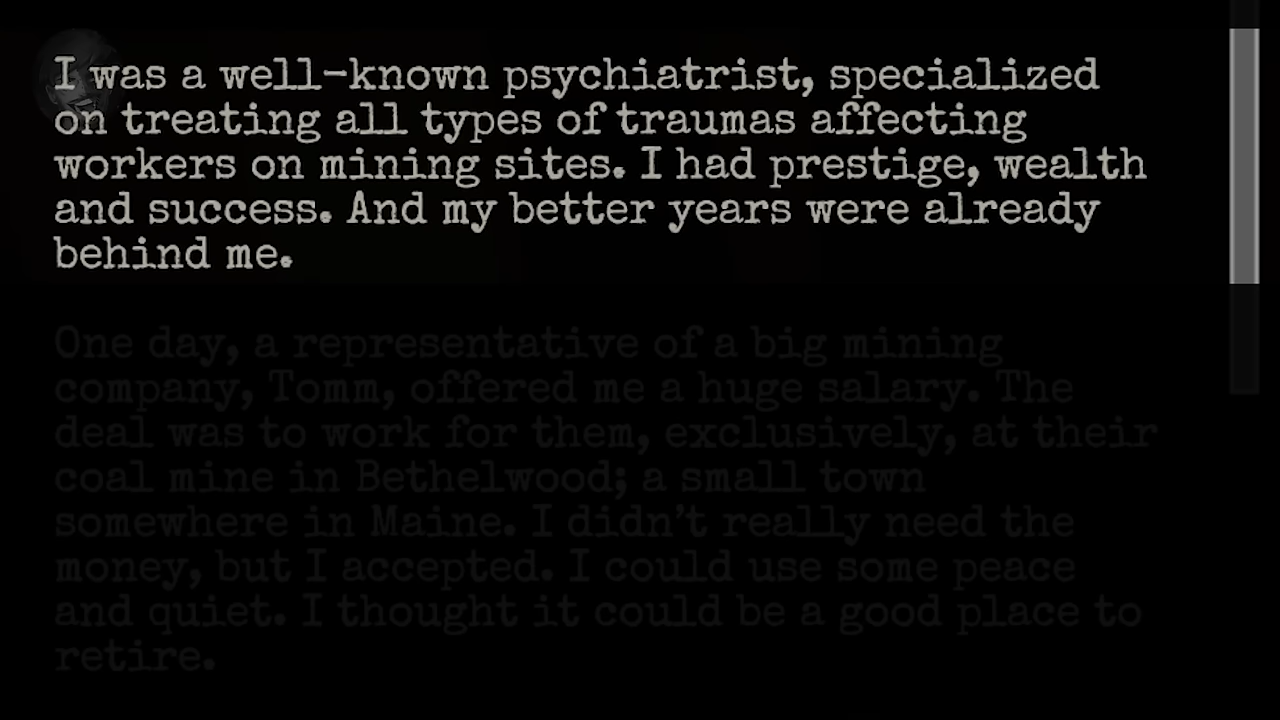 I was a well-known psychiatrist, specialized
on treating all types of traumas affecting
workers on mining sites. I had prestige, wealth
and success. And my better years were already
behind me.
One day, a representative of a big mining
company, Tomm, offered me a huge salary. The
deal was to work for them, exclusively, at their
coal mine in Bethelwood; a small town
somewhere in Maine. I didn't really need the
money, but I accepted. I could use some peace
and quiet. I thought it could be a good place to
retire.